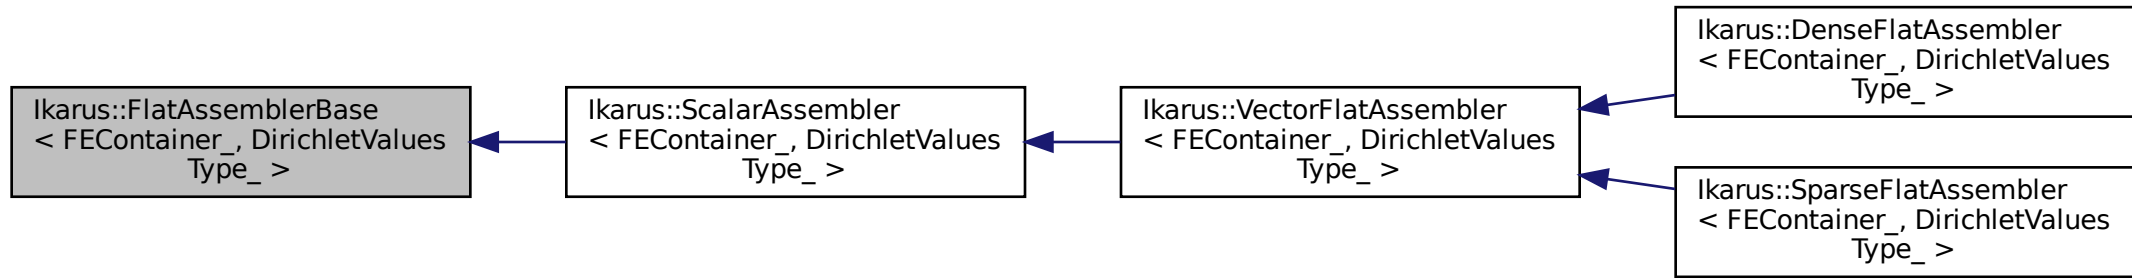 Ikarus::FlatAssemblerBase
< FEContainer_, DirichletValues
Type_ >
Ikarus::ScalarAssembler
< FEContainer_, DirichletValues
Type_ >
Ikarus::VectorFlatAssembler
< FEContainer_, DirichletValues
Type_ >
Ikarus::DenseFlatAssembler
< FEContainer_, DirichletValues
Type_ >
Ikarus::SparseFlatAssembler
< FEContainer_, DirichletValues
Type_ >